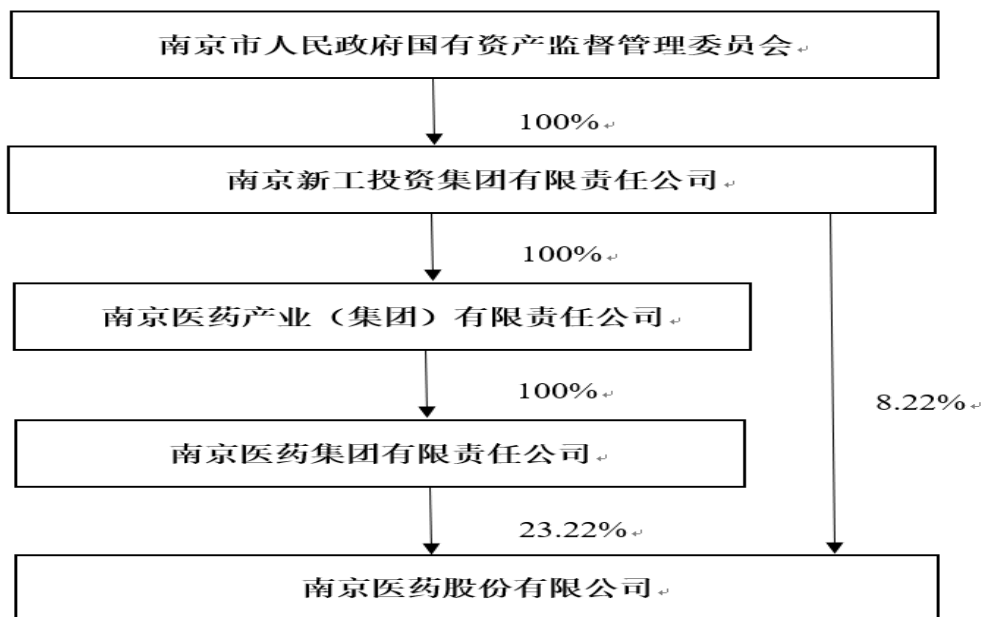 南京市人民政府国有资产监督管理委员会
100%
南京新工投资集团有限责任公司
100%
南京医药产业（集团）有限责任公司
100%
8.22%
南京医药集团有限责任公司
23.22%
南京医药股份有限公司